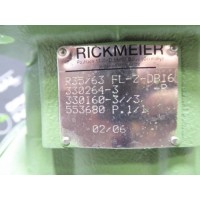 RICKMEIER
R35/63 FL-Z-DB16
-R
330264-3
330160-3//3
553680 P.1/1
02/06